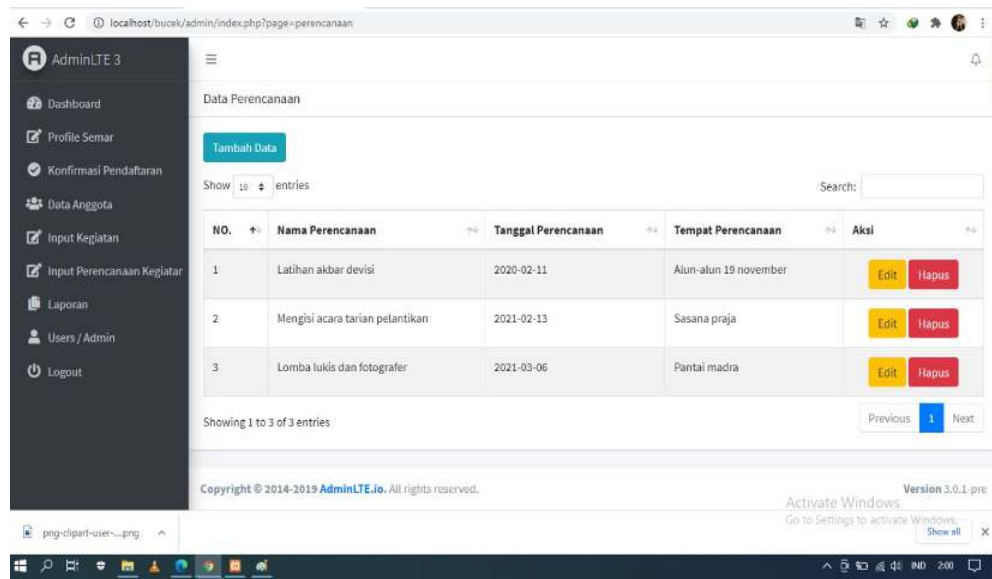 localhost/bucek/admin/index.php?page=perencanaan
AdminLTE 3
Dashboard
Profile Semar
Konfirmasi Pendaftaran
Data Anggota
Input Kegiatan
Input Perencanaan Kegiatan
Laporan
Users / Admin
Logout
Data Perencanaan
Tambah Data
Show 10 entries
Search:
NO. Nama Perencanaan Tanggal Perencanaan Tempat Perencanaan Aksi
1 Latihan akbar devisi 2020-02-11 Alun-alun 19 november Edit Hapus
2 Mengisi acara tarian pelantikan 2021-02-13 Sasana praja Edit Hapus
3 Lomba lukis dan fotografer 2021-03-06 Pantai madra Edit Hapus
Showing 1 to 3 of 3 entries
Previous 1 Next
Copyright © 2014-2019 AdminLTE.io. All rights reserved.
Version 3.0.1-pre
Activate Windows
Go to Settings to activate Windows.
png-clipart-user-....png
Show all
IND 2:00